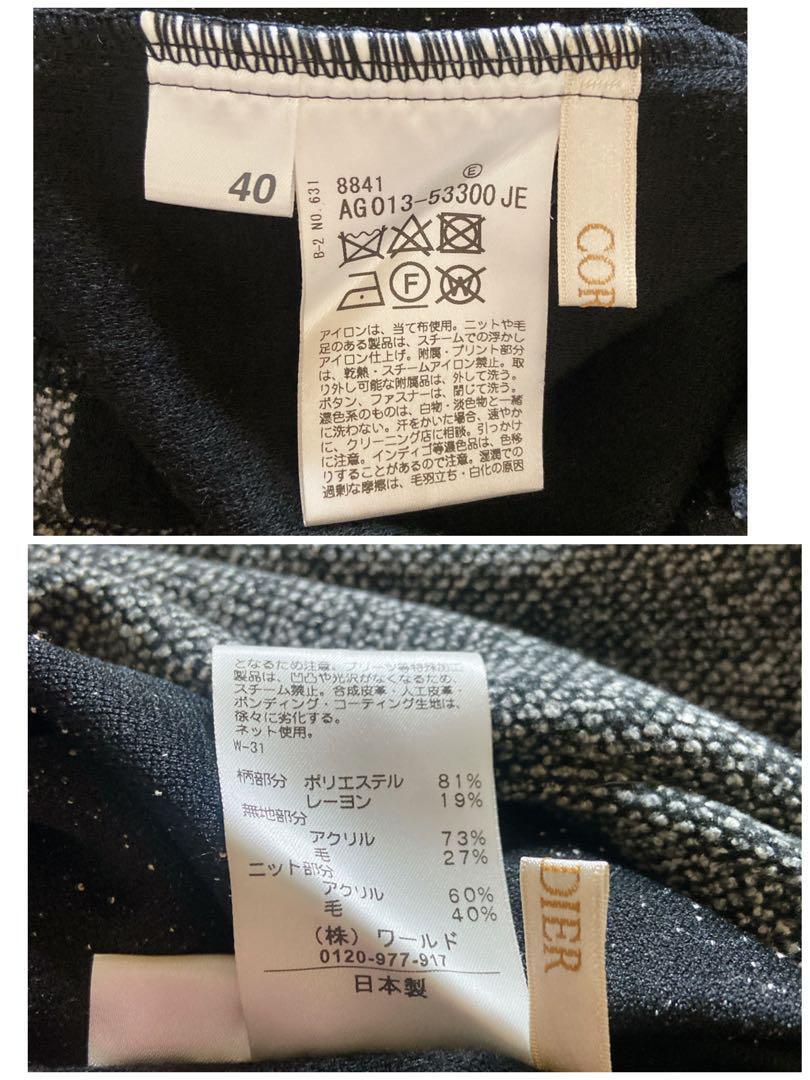 40
B-2 NO.631
8841 E
AG013-53300 JE
F
W
アイロンは、当て布使用。ニットや毛
足のある製品は、スチームでの浮かし
アイロン仕上げ。附属・プリント部分
は、乾熱・スチームアイロン禁止。取
り外し可能な附属品は、外して洗う。
ボタン、ファスナーは、閉じて洗う。
濃色系のものは、白物・淡色物と一緒
に洗わない。汗をかいた場合、速やか
に、クリーニング店に相談。引っかけ
に注意。インディゴ等濃色品は、色移
りすることがあるので注意。湿潤での
過剰な摩擦は、毛羽立ち・白化の原因
COR
となるため注意。プリーツ等特殊加工
製品は、凹凸や光沢がなくなるため、
スチーム禁止。合成皮革・人工皮革・
ボンディング・コーティング生地は、
徐々に劣化する。
ネット使用。
W-31
柄部分 ポリエステル 81%
レーヨン 19%
無地部分
アクリル 73%
毛 27%
ニット部分
アクリル 60%
毛 40%
(株) ワールド
0120-977-917
日本製
DIER